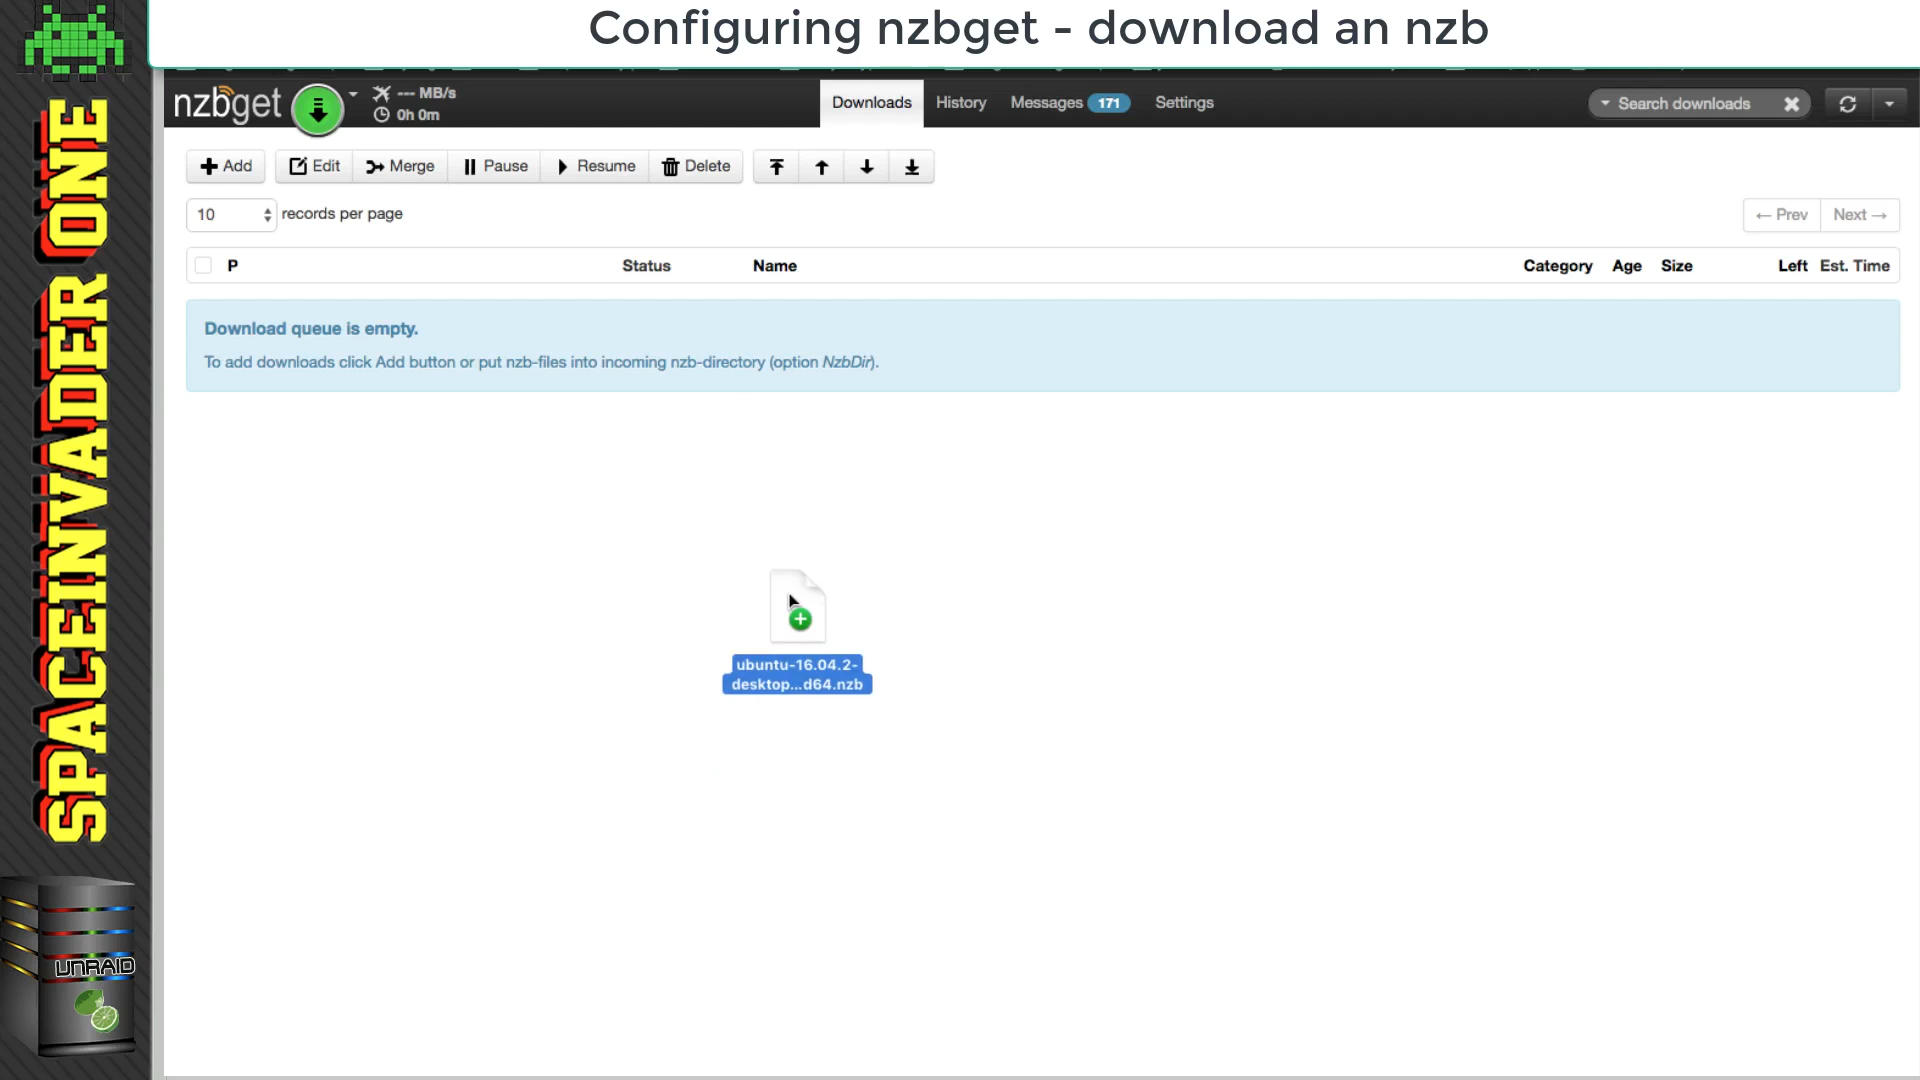 Configuring nzbget - download an nzb
SPACEINVADER ONE
nzbget
--- MB/s
0h 0m
Downloads
History
Messages 171
Settings
Search downloads
Add
Edit
Merge
Pause
Resume
Delete
10 records per page
← Prev
Next →
P Status Name Category Age Size Left Est. Time
Download queue is empty.
To add downloads click Add button or put nzb-files into incoming nzb-directory (option NzbDir).
ubuntu-16.04.2-
desktop...d64.nzb
UNRAID